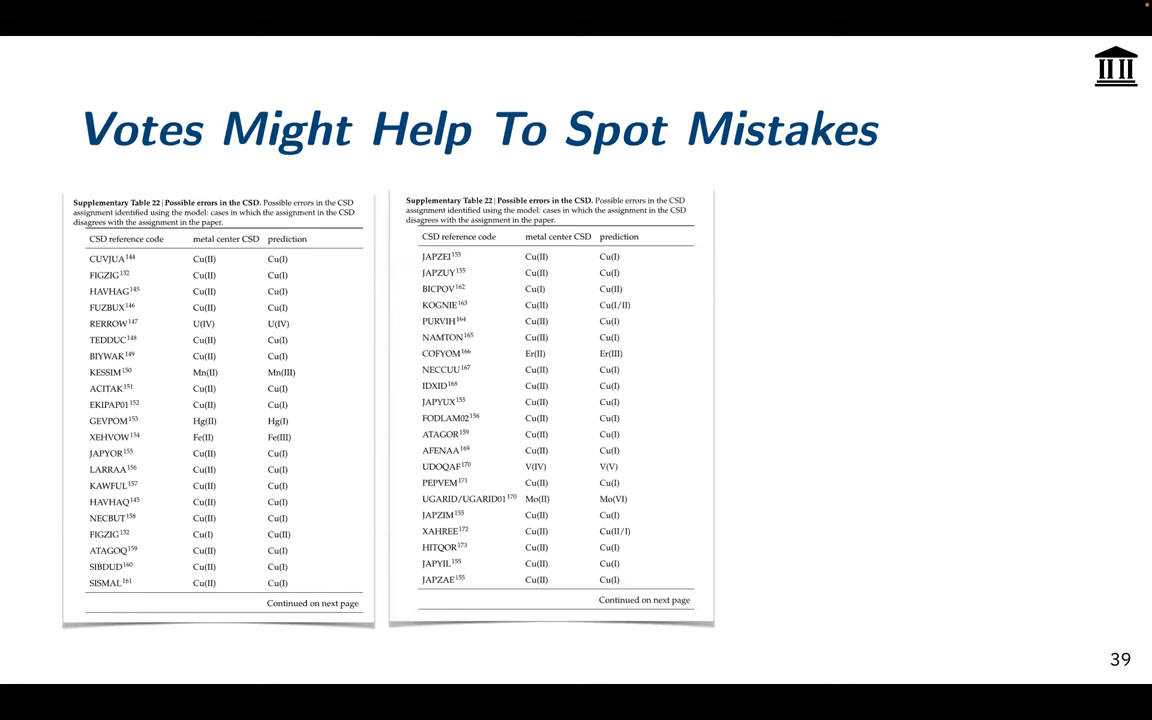 Votes Might Help To Spot Mistakes
Supplementary Table 22 | Possible errors in the CSD. Possible errors in the CSD
assignment identified using the model: cases in which the assignment in the CSD
disagrees with the assignment in the paper.
CSD reference code metal center CSD prediction
CUVJUA144 Cu(II) Cu(I)
FIGZIG132 Cu(II) Cu(I)
HAVHAG145 Cu(II) Cu(I)
FUZBUX146 Cu(II) Cu(I)
RERROW147 U(IV) U(IV)
TEDDUC148 Cu(II) Cu(I)
BIYWAK149 Cu(II) Cu(I)
KESSIM150 Mn(II) Mn(III)
ACITAK151 Cu(II) Cu(I)
EKIPAP01152 Cu(II) Cu(I)
GEVPOM153 Hg(II) Hg(I)
XEHVOW154 Fe(II) Fe(III)
JAPYOR155 Cu(II) Cu(I)
LARRAA156 Cu(II) Cu(I)
KAWFUL157 Cu(II) Cu(I)
HAVHAQ145 Cu(II) Cu(I)
NECBUT158 Cu(II) Cu(I)
FIGZIG132 Cu(I) Cu(II)
ATAGOQ159 Cu(II) Cu(I)
SIBDUD160 Cu(II) Cu(I)
SISMAL161 Cu(II) Cu(I)
Continued on next page
Supplementary Table 22 | Possible errors in the CSD. Possible errors in the CSD
assignment identified using the model: cases in which the assignment in the CSD
disagrees with the assignment in the paper.
CSD reference code metal center CSD prediction
JAPZEI155 Cu(II) Cu(I)
JAPZUY155 Cu(II) Cu(I)
BICPOV162 Cu(I) Cu(II)
KOGNIE163 Cu(II) Cu(I/II)
PURVIH164 Cu(II) Cu(I)
NAMTON165 Cu(II) Cu(I)
COFYOM166 Er(II) Er(III)
NECCUU167 Cu(II) Cu(I)
IDXID168 Cu(II) Cu(I)
JAPYUX155 Cu(II) Cu(I)
FODLAM02158 Cu(II) Cu(I)
ATAGOR159 Cu(II) Cu(I)
AFENAA169 Cu(II) Cu(I)
UDOQAF170 V(IV) V(V)
PEPVEM171 Cu(II) Cu(I)
UGARID/UGARID01170 Mo(II) Mo(VI)
JAPZIM155 Cu(II) Cu(I)
XAHREE172 Cu(II) Cu(II/I)
HITQOR173 Cu(II) Cu(I)
JAPYIL155 Cu(II) Cu(I)
JAPZAE155 Cu(II) Cu(I)
Continued on next page
39